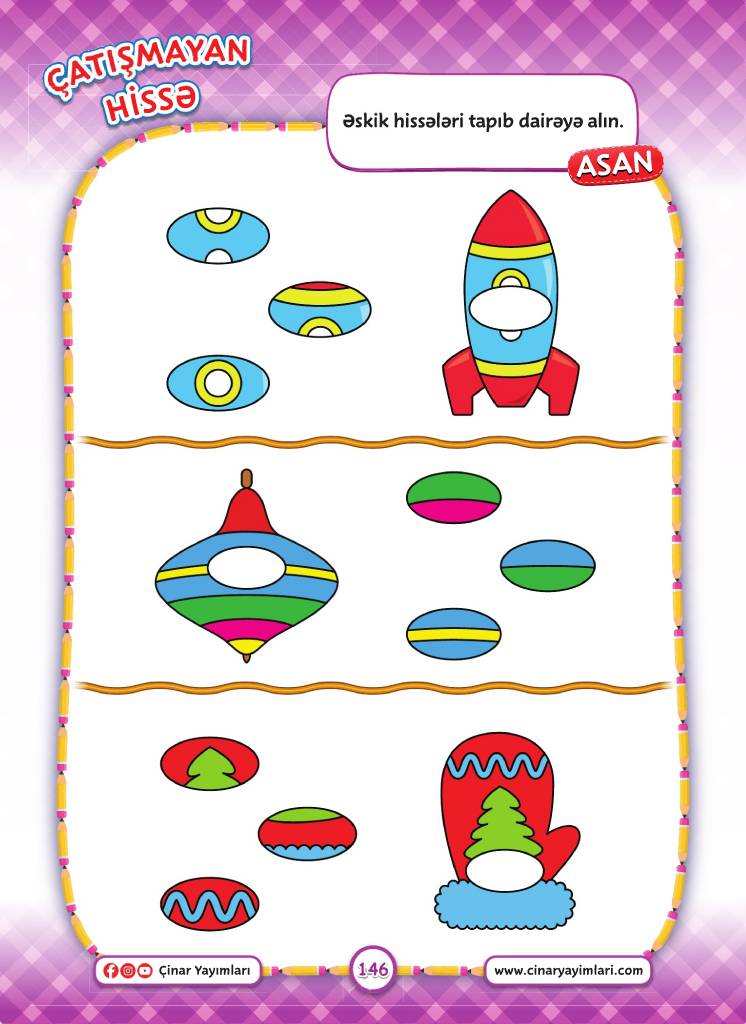 ÇATIŞMAYAN
HİSSƏ
Əskik hissələri tapıb dairəyə alın.
ASAN
Çinar Yayımları
146
www.cinaryayimlari.com